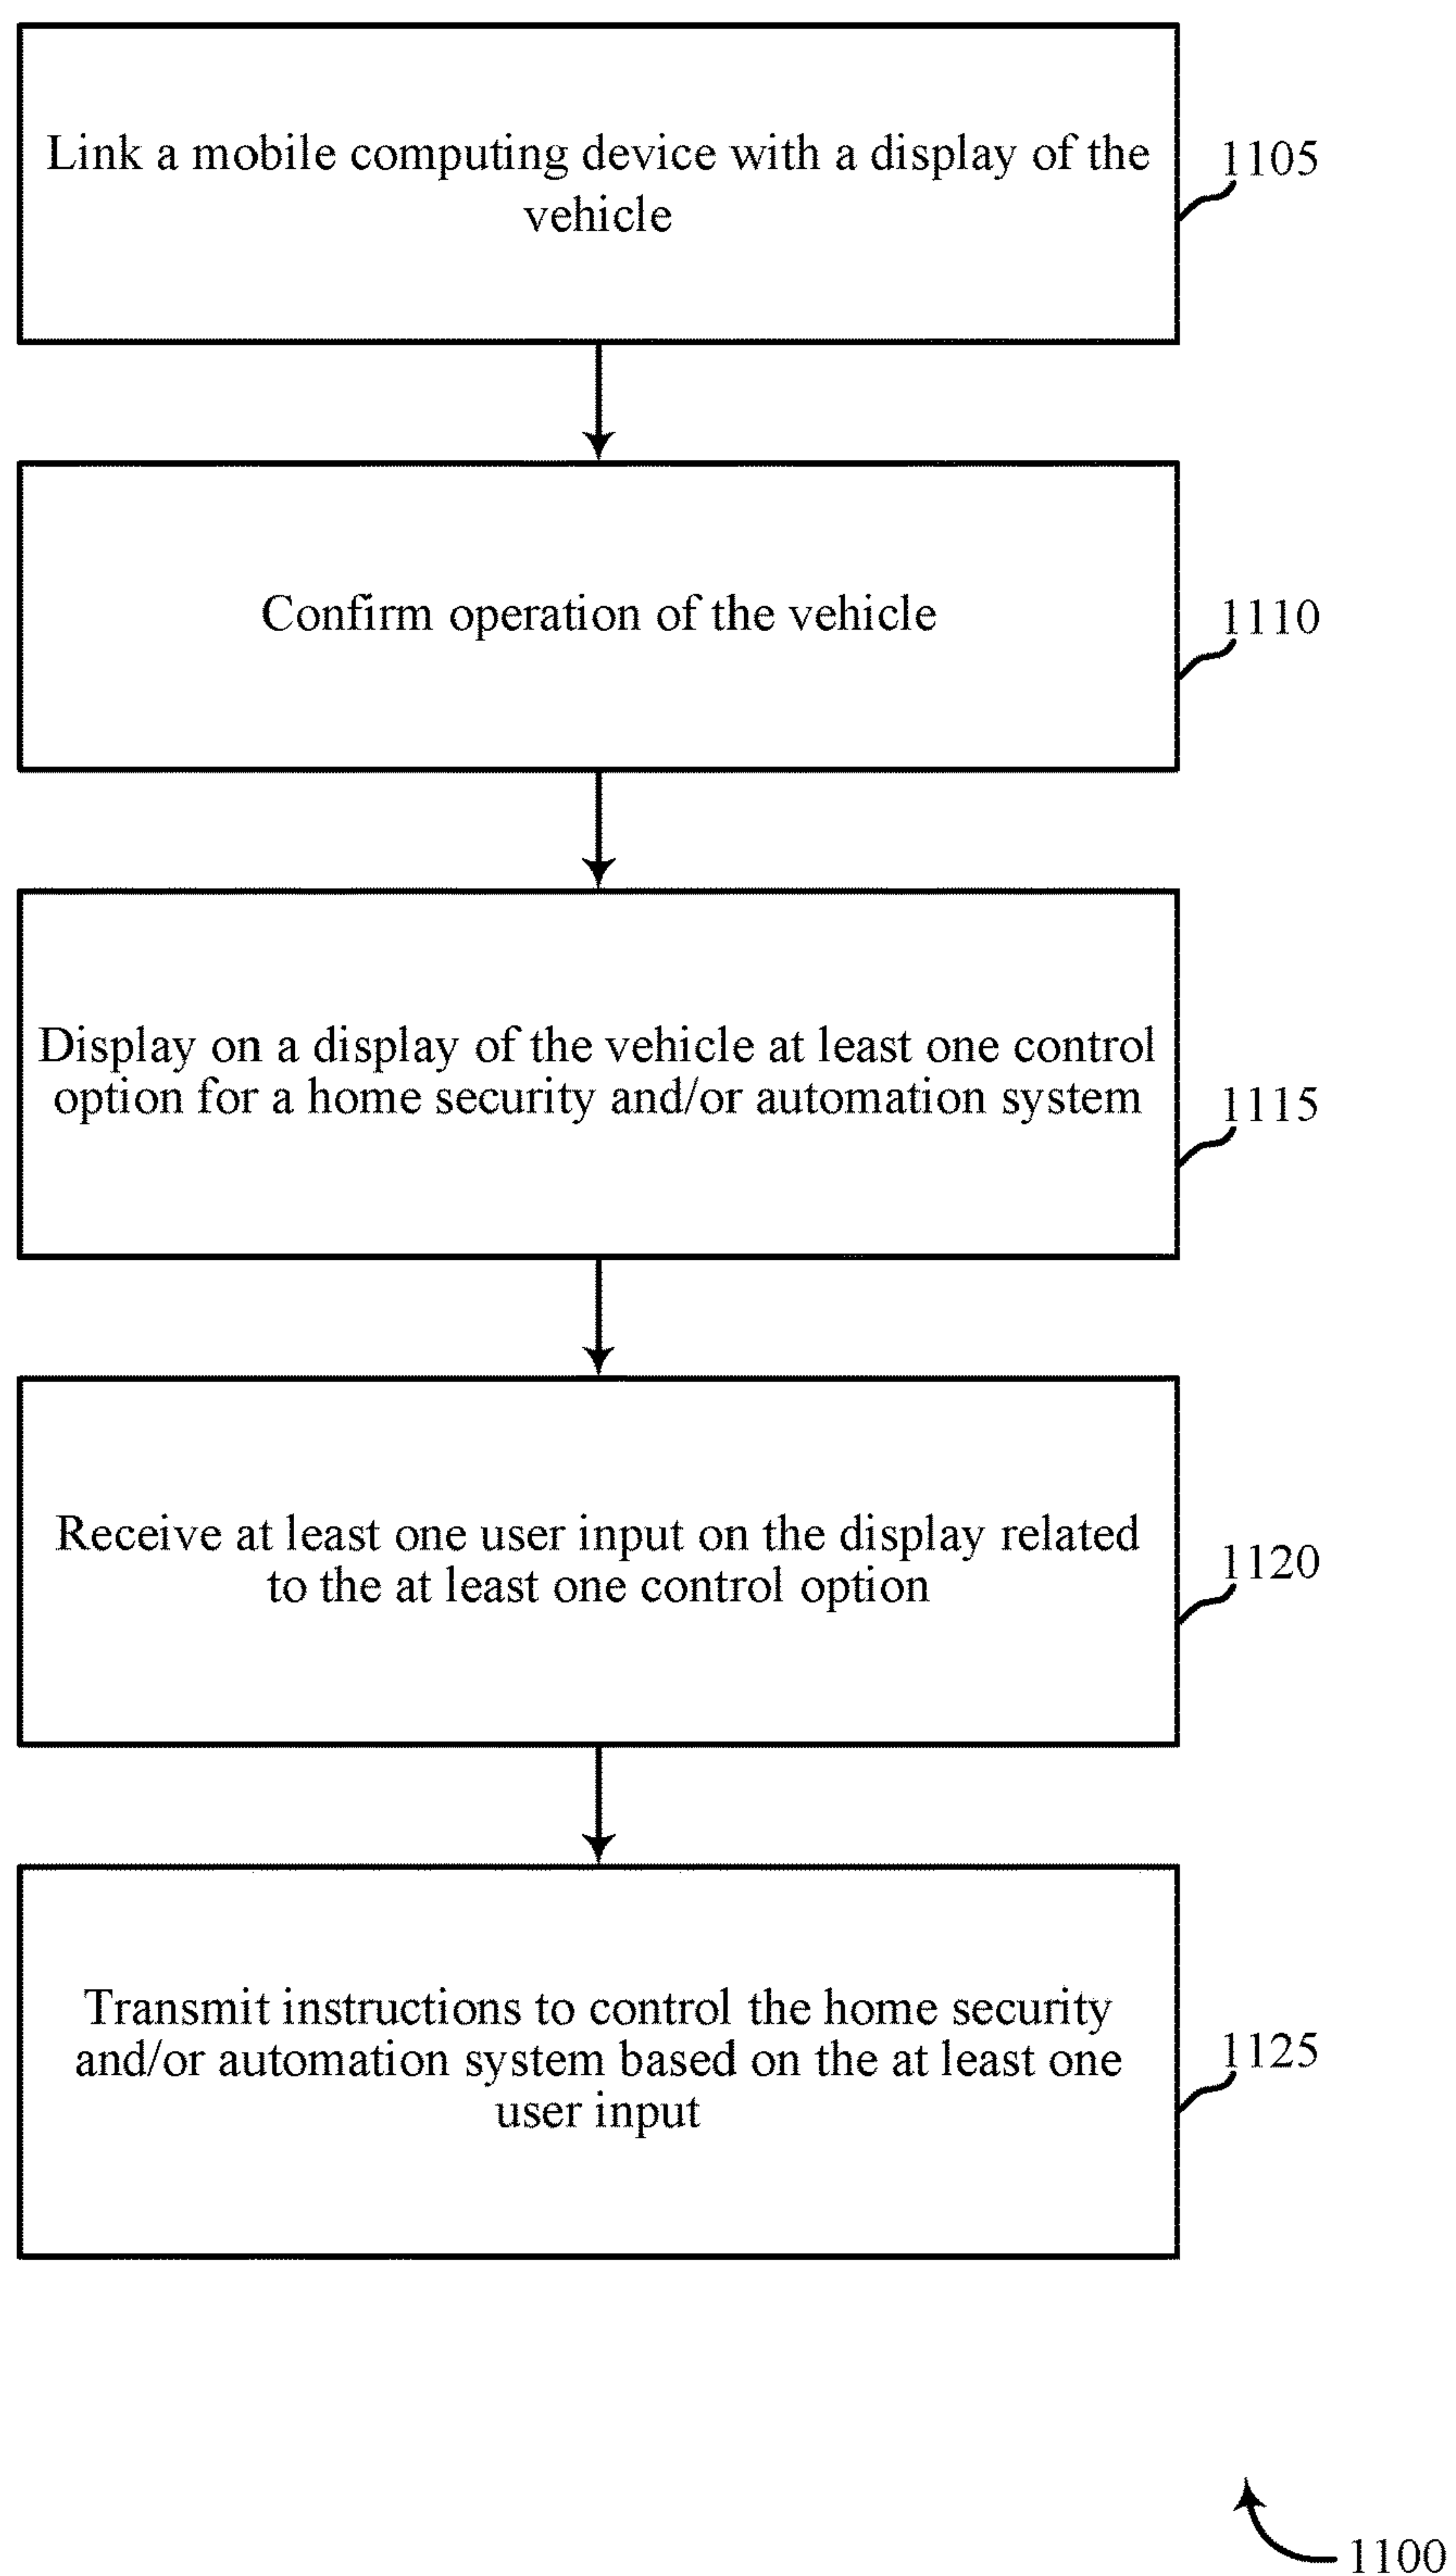 Link a mobile computing device with a display of the
vehicle
1105
Confirm operation of the vehicle
1110
Display on a display of the vehicle at least one control
option for a home security and/or automation system
1115
Receive at least one user input on the display related
to the at least one control option
1120
Transmit instructions to control the home security
and/or automation system based on the at least one
user input
1125
1100